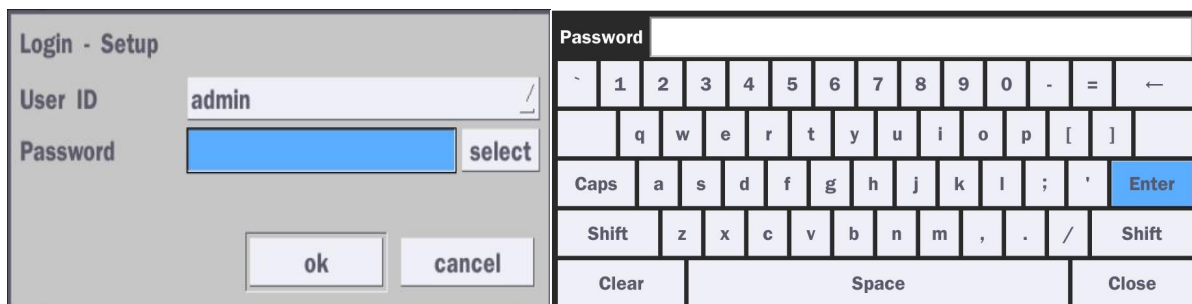 Login - Setup
User ID admin
Password select
ok cancel
Password
` 1 2 3 4 5 6 7 8 9 0 - = ←
q w e r t y u i o p [ ]
Caps a s d f g h j k l ; ' Enter
Shift z x c v b n m , . / Shift
Clear Space Close